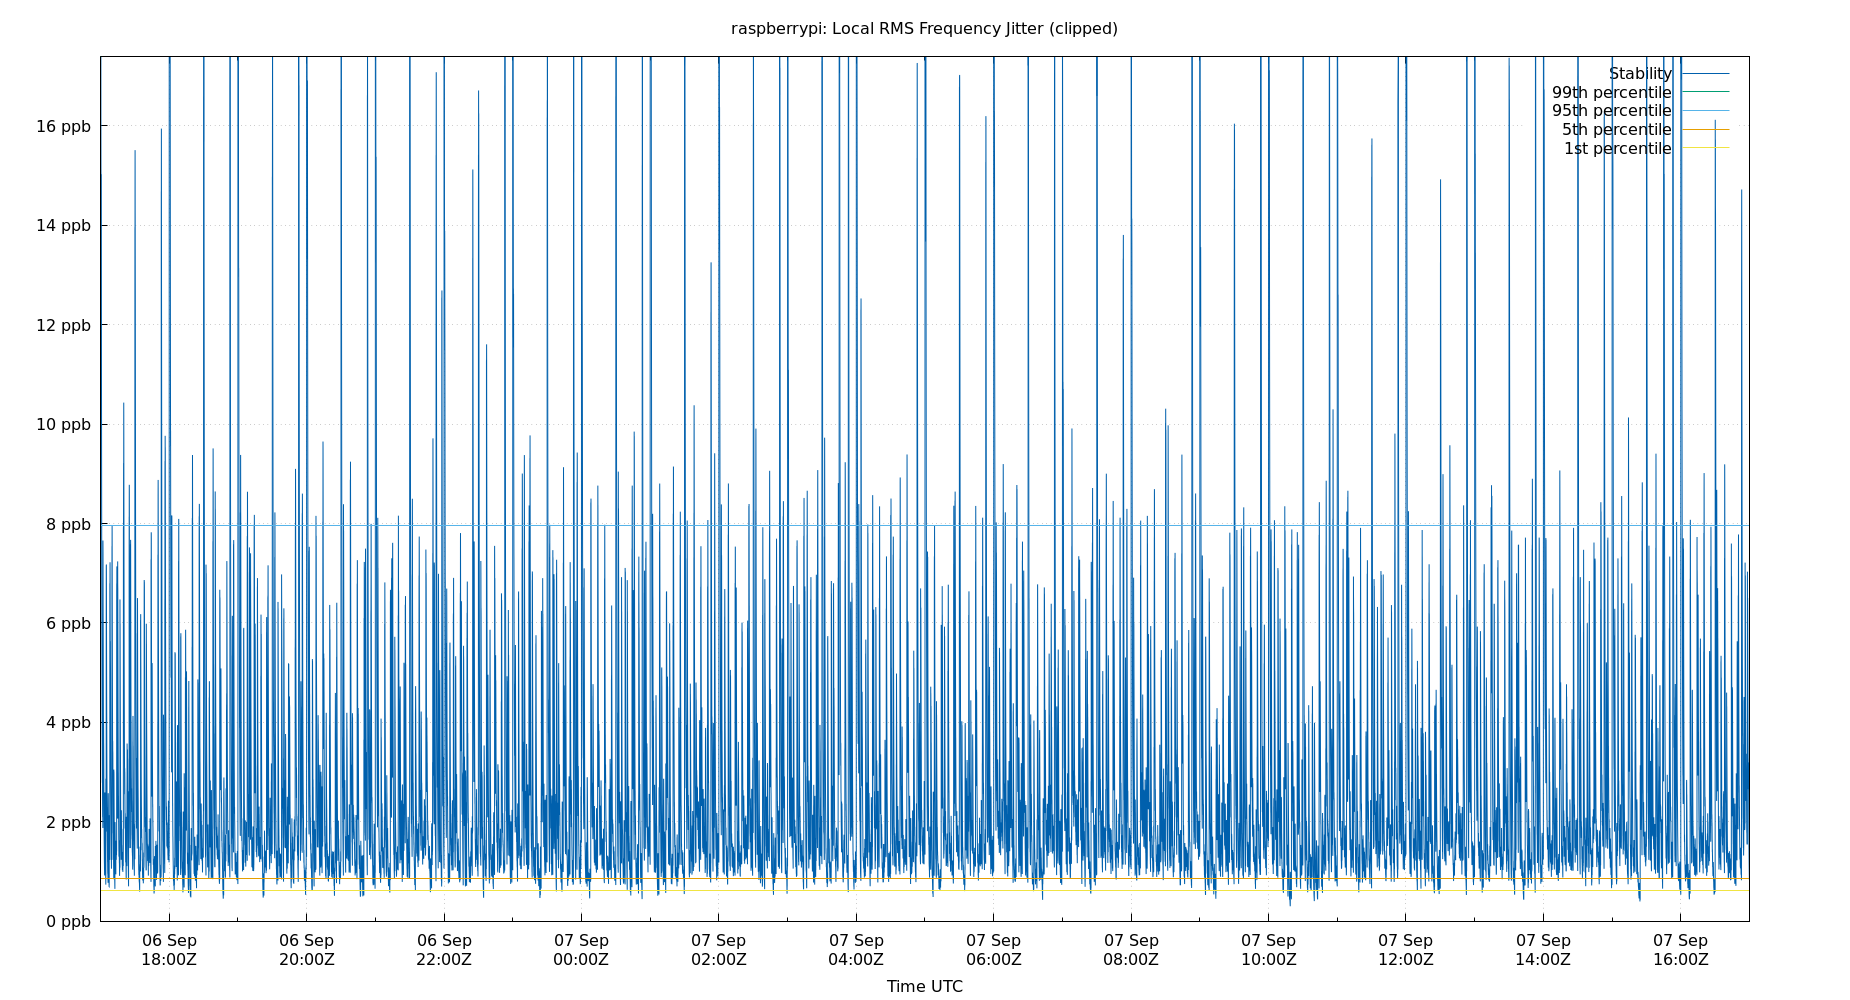 raspberrypi: Local RMS Frequency Jitter (clipped)
Stability
99th percentile
95th percentile
5th percentile
1st percentile
16 ppb
14 ppb
12 ppb
10 ppb
8 ppb
6 ppb
4 ppb
2 ppb
0 ppb
06 Sep 06 Sep 06 Sep 07 Sep 07 Sep 07 Sep 07 Sep 07 Sep 07 Sep 07 Sep 07 Sep 07 Sep
18:00Z 20:00Z 22:00Z 00:00Z 02:00Z 04:00Z 06:00Z 08:00Z 10:00Z 12:00Z 14:00Z 16:00Z
Time UTC